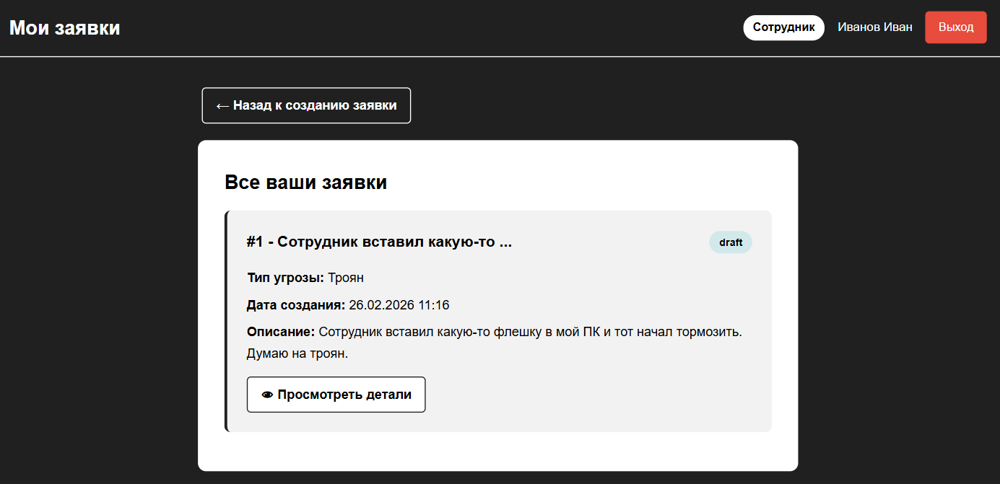 Мои заявки
Сотрудник
Иванов Иван
Выход
← Назад к созданию заявки
Все ваши заявки
#1 - Сотрудник вставил какую-то ...
draft
Тип угрозы: Троян
Дата создания: 26.02.2026 11:16
Описание: Сотрудник вставил какую-то флешку в мой ПК и тот начал тормозить.
Думаю на троян.
👁 Просмотреть детали